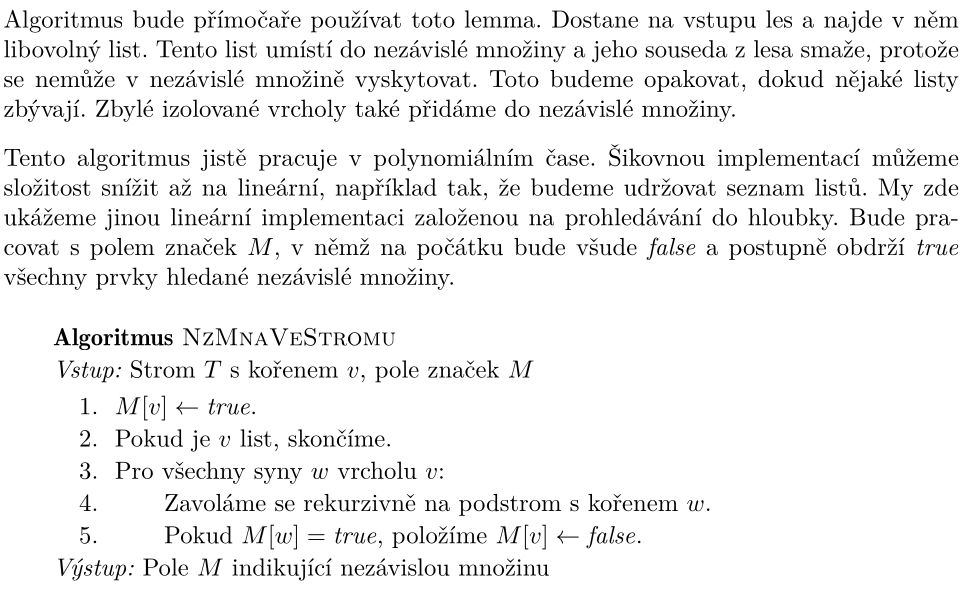 Algoritmus bude přímočaře používat toto lemma. Dostane na vstupu les a najde v něm
libovolný list. Tento list umístí do nezávislé množiny a jeho souseda z lesa smaže, protože
se nemůže v nezávislé množině vyskytovat. Toto budeme opakovat, dokud nějaké listy
zbývají. Zbylé izolované vrcholy také přidáme do nezávislé množiny.
Tento algoritmus jistě pracuje v polynomiálním čase. Šikovnou implementací můžeme
složitost snížit až na lineární, například tak, že budeme udržovat seznam listů. My zde
ukážeme jinou lineární implementaci založenou na prohledávání do hloubky. Bude pra-
covat s polem značek M, v němž na počátku bude všude false a postupně obdrží true
všechny prvky hledané nezávislé množiny.
Algoritmus NzMnaVeStromu
Vstup: Strom T s kořenem v, pole značek M
1. M[v] ← true.
2. Pokud je v list, skončíme.
3. Pro všechny syny w vrcholu v:
4. Zavoláme se rekurzivně na podstrom s kořenem w.
5. Pokud M[w] = true, položíme M[v] ← false.
Výstup: Pole M indikující nezávislou množinu